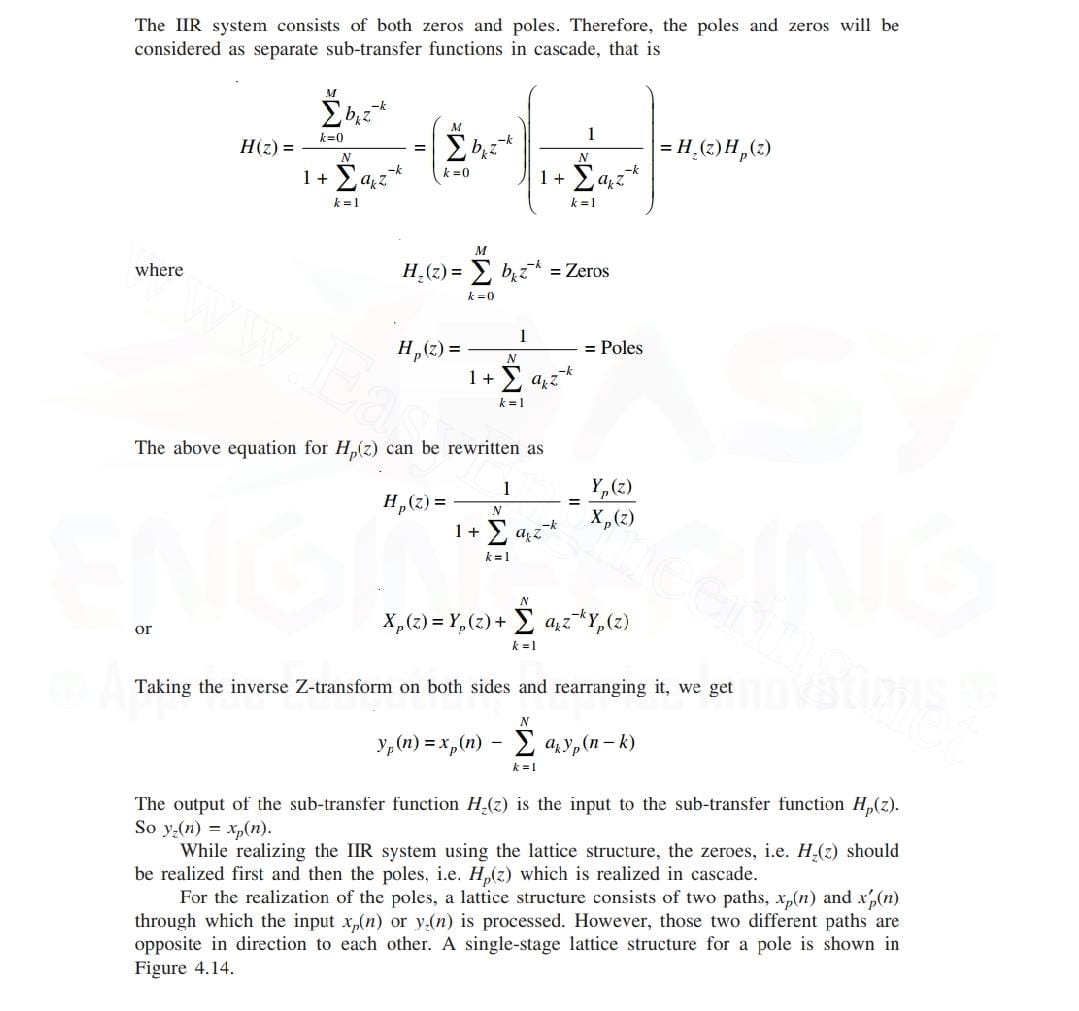 The IIR system consists of both zeros and poles. Therefore, the poles and zeros will be
considered as separate sub-transfer functions in cascade, that is
H(z) = \frac{\sum_{k=0}^{M} b_k z^{-k}}{1 + \sum_{k=1}^{N} a_k z^{-k}} = \left( \sum_{k=0}^{M} b_k z^{-k} \right) \left( \frac{1}{1 + \sum_{k=1}^{N} a_k z^{-k}} \right) = H_z(z) H_p(z)
where H_z(z) = \sum_{k=0}^{M} b_k z^{-k} = Zeros
H_p(z) = \frac{1}{1 + \sum_{k=1}^{N} a_k z^{-k}} = Poles
The above equation for H_p(z) can be rewritten as
H_p(z) = \frac{1}{1 + \sum_{k=1}^{N} a_k z^{-k}} = \frac{Y_p(z)}{X_p(z)}
or X_p(z) = Y_p(z) + \sum_{k=1}^{N} a_k z^{-k} Y_p(z)
Taking the inverse Z-transform on both sides and rearranging it, we get
y_p(n) = x_p(n) - \sum_{k=1}^{N} a_k y_p(n - k)
The output of the sub-transfer function H_z(z) is the input to the sub-transfer function H_p(z).
So y_z(n) = x_p(n).
While realizing the IIR system using the lattice structure, the zeroes, i.e. H_z(z) should
be realized first and then the poles, i.e. H_p(z) which is realized in cascade.
For the realization of the poles, a lattice structure consists of two paths, x_p(n) and x'_p(n)
through which the input x_p(n) or y_z(n) is processed. However, those two different paths are
opposite in direction to each other. A single-stage lattice structure for a pole is shown in
Figure 4.14.
www.EasyEngineering.net
EASY
ENGINEERING